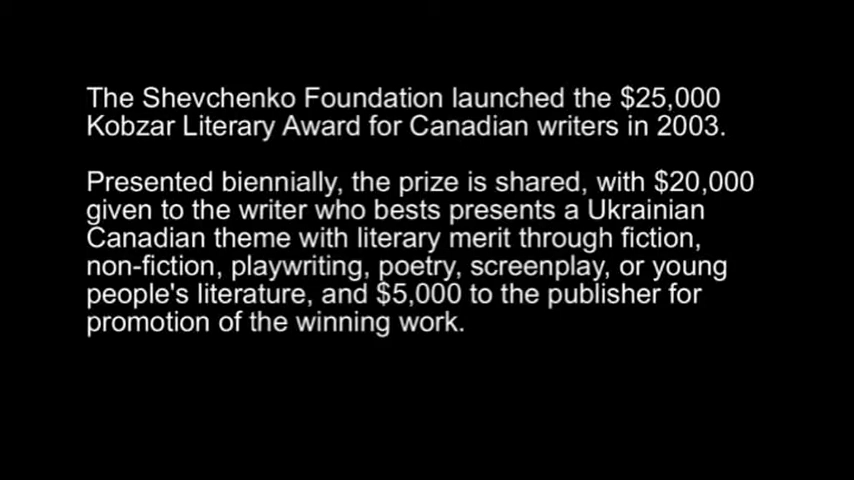 The Shevchenko Foundation launched the $25,000
Kobzar Literary Award for Canadian writers in 2003.
Presented biennially, the prize is shared, with $20,000
given to the writer who bests presents a Ukrainian
Canadian theme with literary merit through fiction,
non-fiction, playwriting, poetry, screenplay, or young
people's literature, and $5,000 to the publisher for
promotion of the winning work.